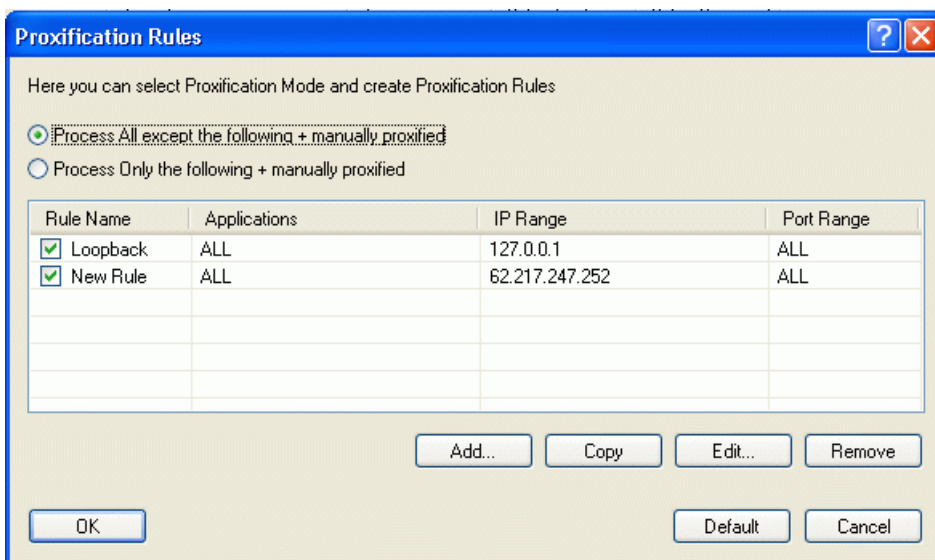 Proxification Rules
Here you can select Proxification Mode and create Proxification Rules
Process All except the following + manually proxified
Process Only the following + manually proxified
Rule Name Applications IP Range Port Range
Loopback ALL 127.0.0.1 ALL
New Rule ALL 62.217.247.252 ALL
Add... Copy Edit... Remove
OK Default Cancel